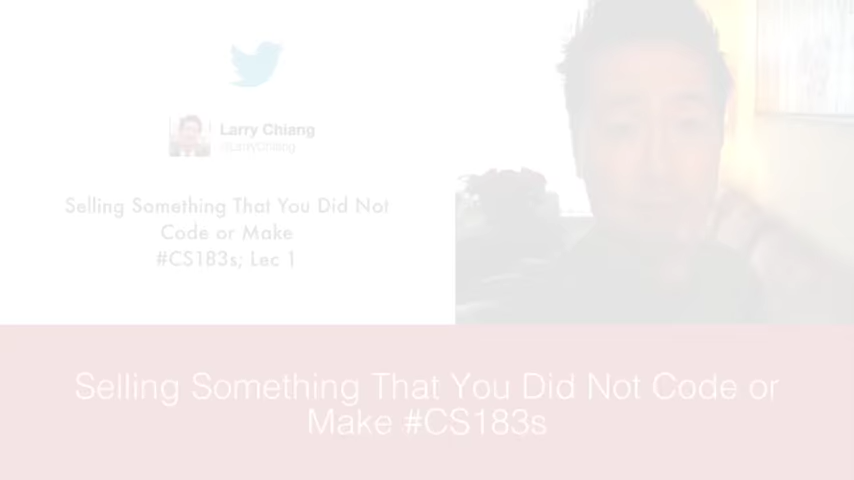 Larry Chiang
@LarryChiang
Selling Something That You Did Not
Code or Make
#CS183s; Lec 1
Selling Something That You Did Not Code or
Make #CS183s